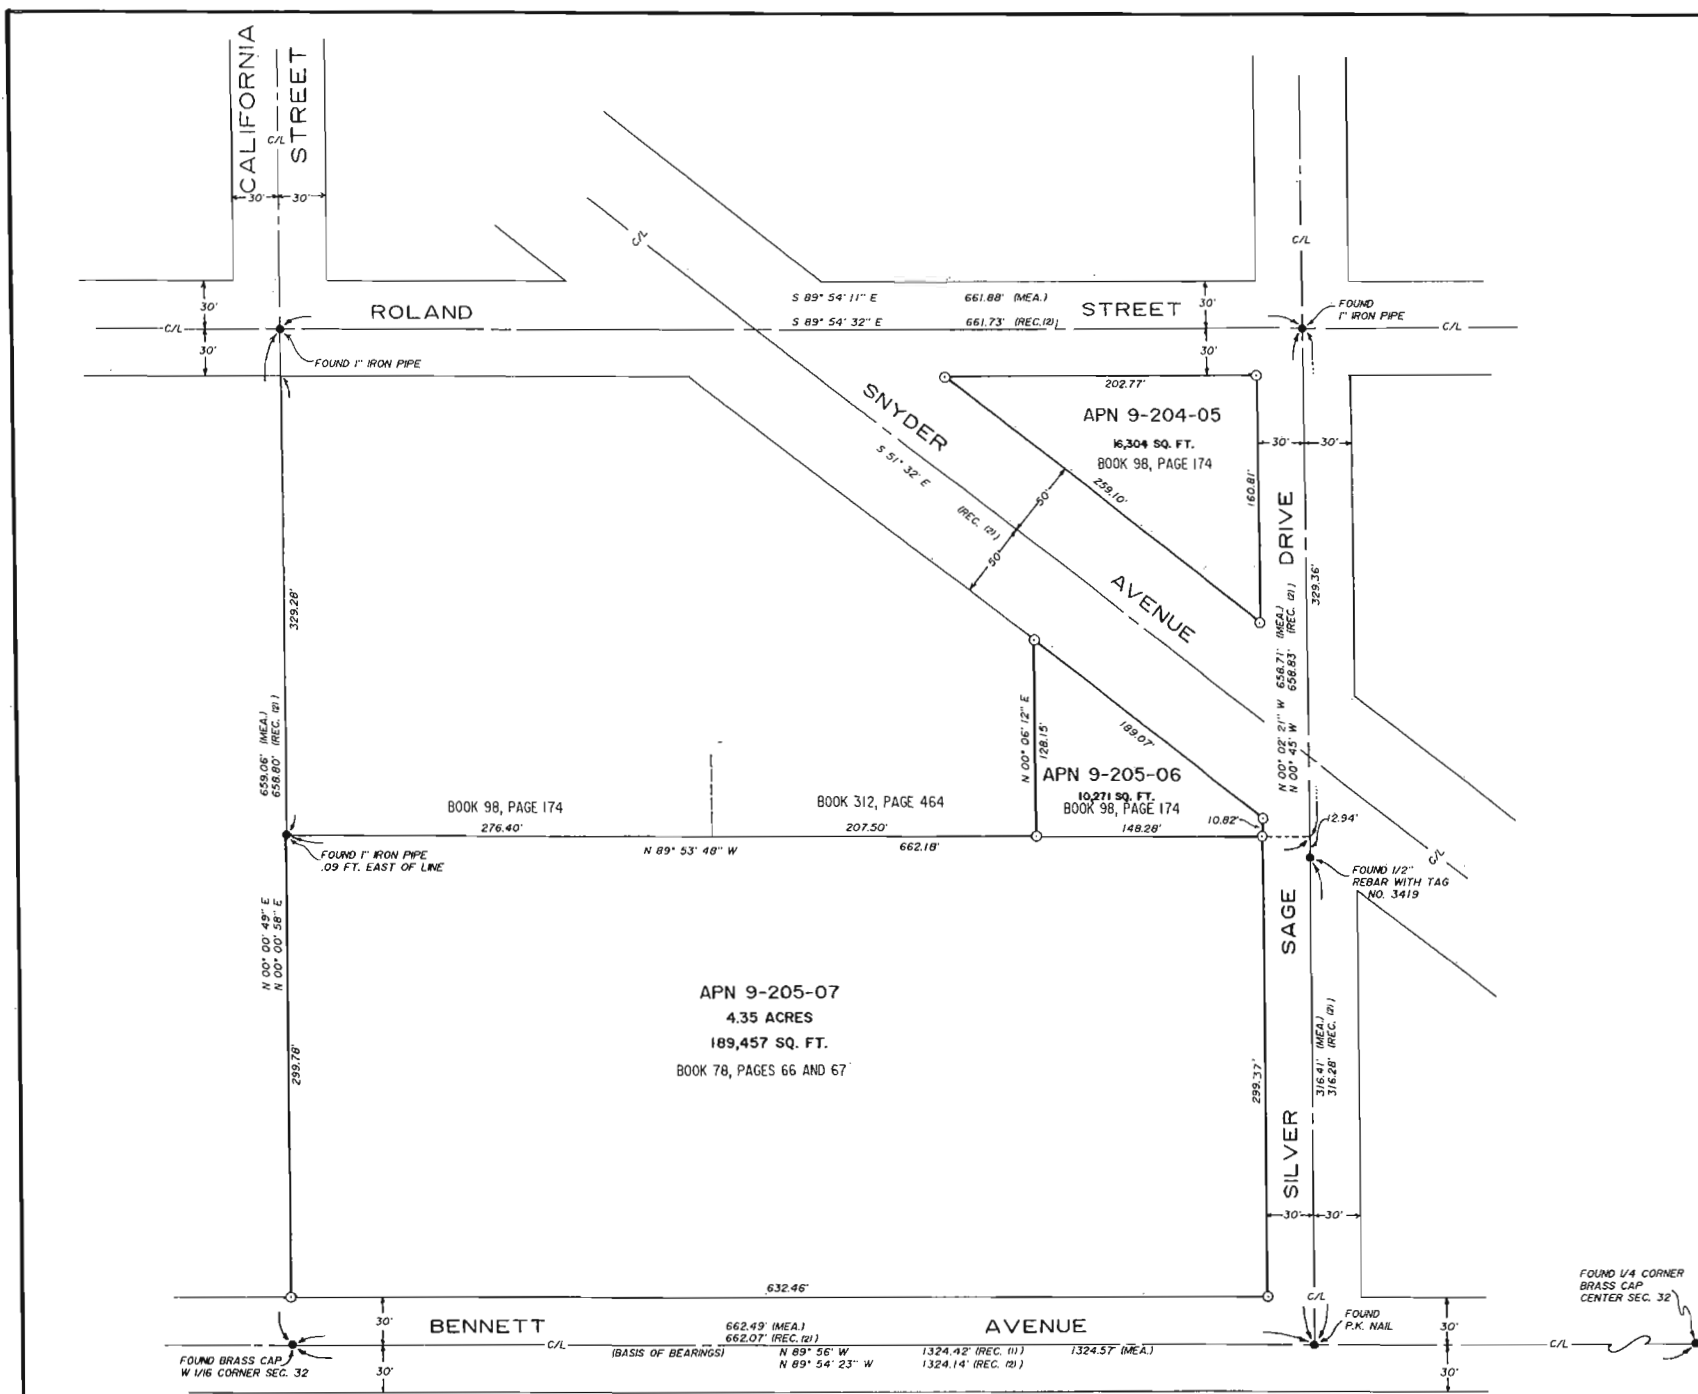 CALIFORNIA
STREET
C/L
30'
30'
C/L
C/L
30'
ROLAND
S 89° 54' 11" E 661.88' (MEA.)
STREET
30'
FOUND
1" IRON PIPE
C/L
S 89° 54' 32" E 661.73' (REC.(2))
C/L
30'
30'
FOUND 1" IRON PIPE
202.77'
SNYDER
APN 9-204-05
16,304 SQ. FT.
BOOK 98, PAGE 174
30'
30'
S 51° 32' E
(REC. (2))
50'
50'
259.10'
160.81'
DRIVE
AVENUE
329.28'
329.36'
N 00° 02' 21" W 658.71' (MEA.)
N 00° 00' 45" W 658.83' (REC. (2))
659.06' (MEA.)
658.80' (REC. (2))
N 00° 06' 12" E
128.15'
189.07'
APN 9-205-06
10,271 SQ. FT.
BOOK 98, PAGE 174
BOOK 98, PAGE 174
BOOK 312, PAGE 464
276.40'
207.50'
148.28'
10.82'
12.94'
N 89° 53' 48" W
662.18'
FOUND 1" IRON PIPE
.09 FT. EAST OF LINE
C/L
FOUND 1/2"
REBAR WITH TAG
NO. 3419
N 00° 00' 49" E
N 00° 00' 58" E
SAGE
APN 9-205-07
4.35 ACRES
189,457 SQ. FT.
BOOK 78, PAGES 66 AND 67
299.78'
299.37'
316.41' (MEA.)
316.28' (REC. (2))
SILVER
30'
30'
632.46'
C/L
FOUND
P.K. NAIL
FOUND 1/4 CORNER
BRASS CAP
CENTER SEC. 32
30'
BENNETT
662.49' (MEA.)
662.07' (REC. (2))
AVENUE
30'
C/L
C/L
(BASIS OF BEARINGS)
N 89° 56' W 1324.42' (REC. (1)) 1324.57' (MEA.)
N 89° 54' 23" W 1324.14' (REC. (2))
FOUND BRASS CAP
W 1/16 CORNER SEC. 32
30'
30'